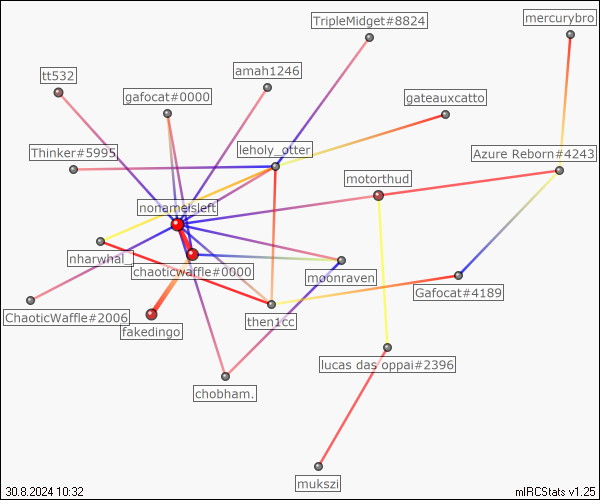 mercurybro
TripleMidget#8824
amah1246
tt532
gafocat#0000
gateauxcatto
Thinker#5995
leholy_otter
Azure Reborn#4243
motorthud
nonameisleft
nharwhal_
chaoticwaffle#0000
moonraven
Gafocat#4189
ChaoticWaffle#2006
fakedingo
then1cc
lucas das oppai#2396
chobham.
mukszi
30.8.2024 10:32
mIRCStats v1.25